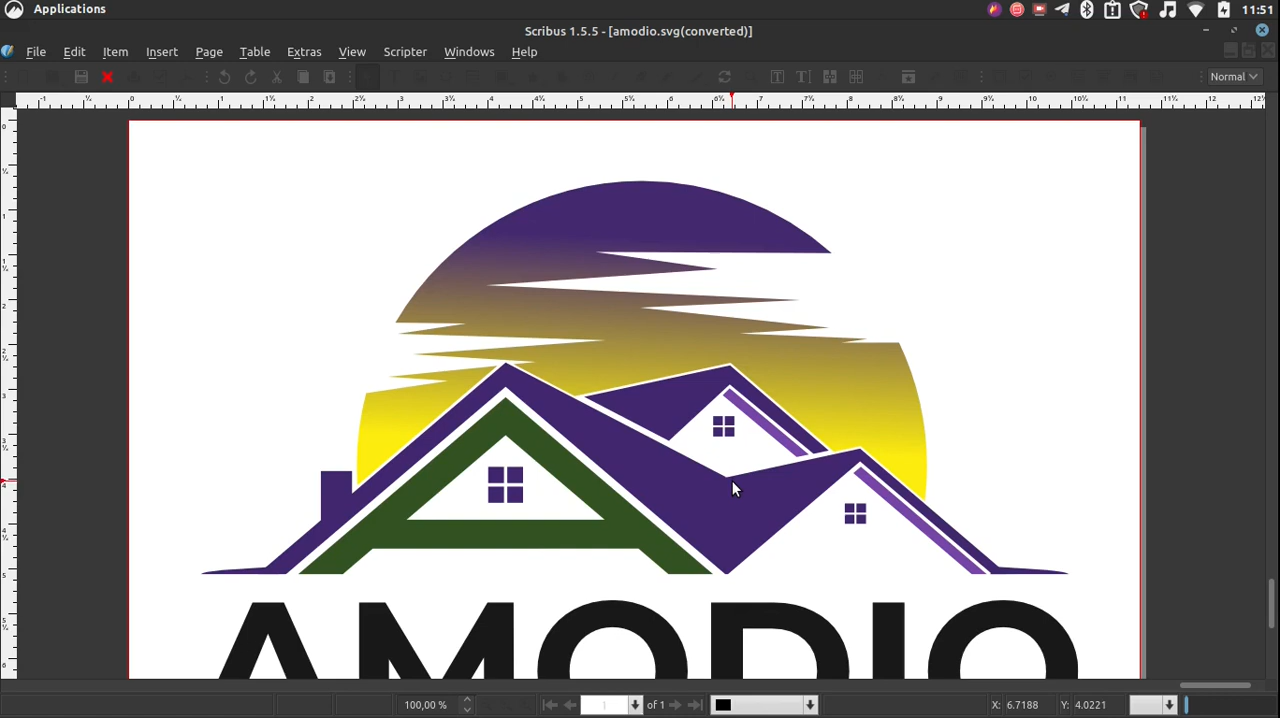 Applications 11:51
Scribus 1.5.5 - [amodio.svg(converted)]
File Edit Item Insert Page Table Extras View Scripter Windows Help
Normal
AMODIO
100,00 % 1 of 1 X: 6.7188 Y: 4.0221